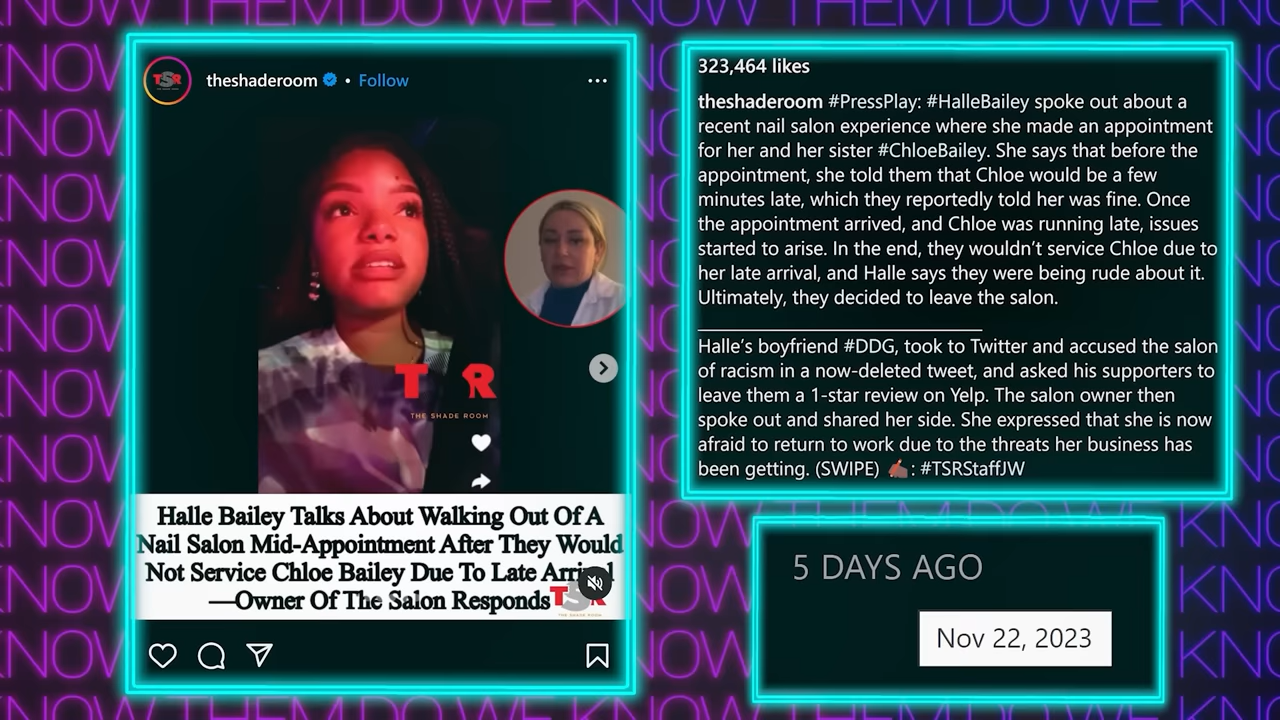 KNOW THEM DO WE KNOW THEM DO WE KNOW
TSR
theshaderoom • Follow
T R
THE SHADE ROOM
Halle Bailey Talks About Walking Out Of A
Nail Salon Mid-Appointment After They Would
Not Service Chloe Bailey Due To Late
—Owner Of The Salon Responds
323,464 likes
theshaderoom #PressPlay: #HalleBailey spoke out about a
recent nail salon experience where she made an appointment
for her and her sister #ChloeBailey. She says that before the
appointment, she told them that Chloe would be a few
minutes late, which they reportedly told her was fine. Once
the appointment arrived, and Chloe was running late, issues
started to arise. In the end, they wouldn’t service Chloe due to
her late arrival, and Halle says they were being rude about it.
Ultimately, they decided to leave the salon.
Halle’s boyfriend #DDG, took to Twitter and accused the salon
of racism in a now-deleted tweet, and asked his supporters to
leave them a 1-star review on Yelp. The salon owner then
spoke out and shared her side. She expressed that she is now
afraid to return to work due to the threats her business has
been getting. (SWIPE) ✍🏾: #TSRStaffJW
5 DAYS AGO
Nov 22, 2023